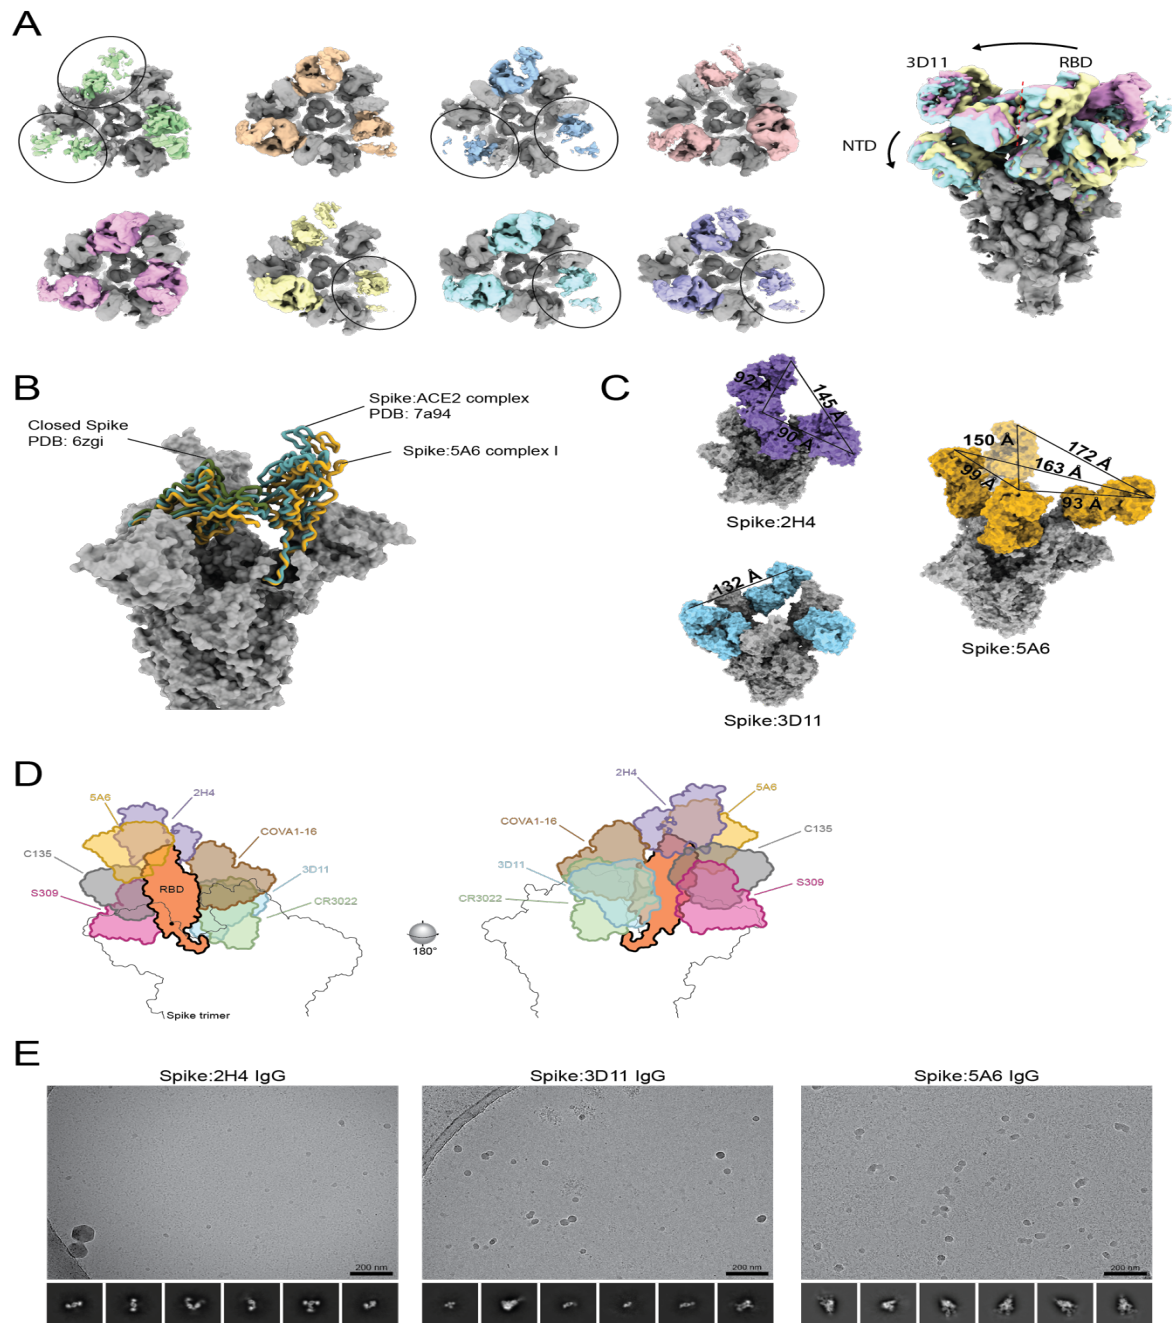 A
3D11
RBD
NTD
B
Closed Spike
PDB: 6zgi
Spike:ACE2 complex
PDB: 7a94
Spike:5A6 complex I
C
92 Å
145 Å
90 Å
Spike:2H4
150 Å
172 Å
163 Å
99 Å
93 Å
Spike:5A6
132 Å
Spike:3D11
D
5A6
2H4
COVA1-16
C135
3D11
S309
RBD
CR3022
Spike trimer
180°
2H4
5A6
COVA1-16
C135
3D11
S309
CR3022
E
Spike:2H4 IgG
Spike:3D11 IgG
Spike:5A6 IgG
200 nm
200 nm
200 nm